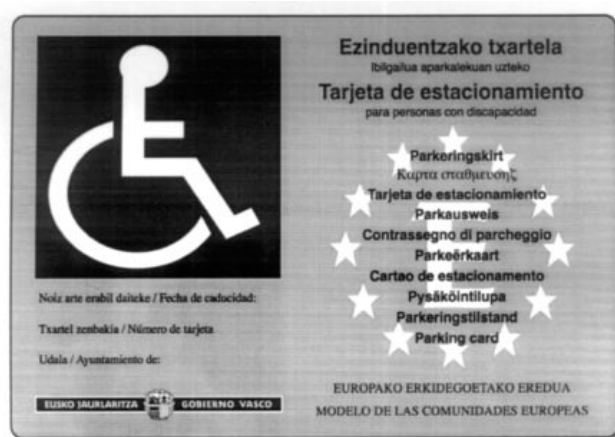 Ezinduentzako txartela
Ibilgailua aparkalekuan uzteko
Tarjeta de estacionamiento
para personas con discapacidad
Parkeringskirt
Καρτα σταθμευσηζ
Tarjeta de estacionamiento
Parkausweis
Contrassegno di parcheggio
Parkeërkaart
Cartao de estacionamento
Pysäköintilupa
Parkeringstilstand
Parking card
E
EUROPAKO ERKIDEGOETAKO EREDUA
MODELO DE LAS COMUNIDADES EUROPEAS
Noiz arte erabil daiteke / Fecha de caducidad:
Txartel zenbakia / Número de tarjeta
Udala / Ayuntamiento de:
EUSKO JAURLARITZA GOBIERNO VASCO